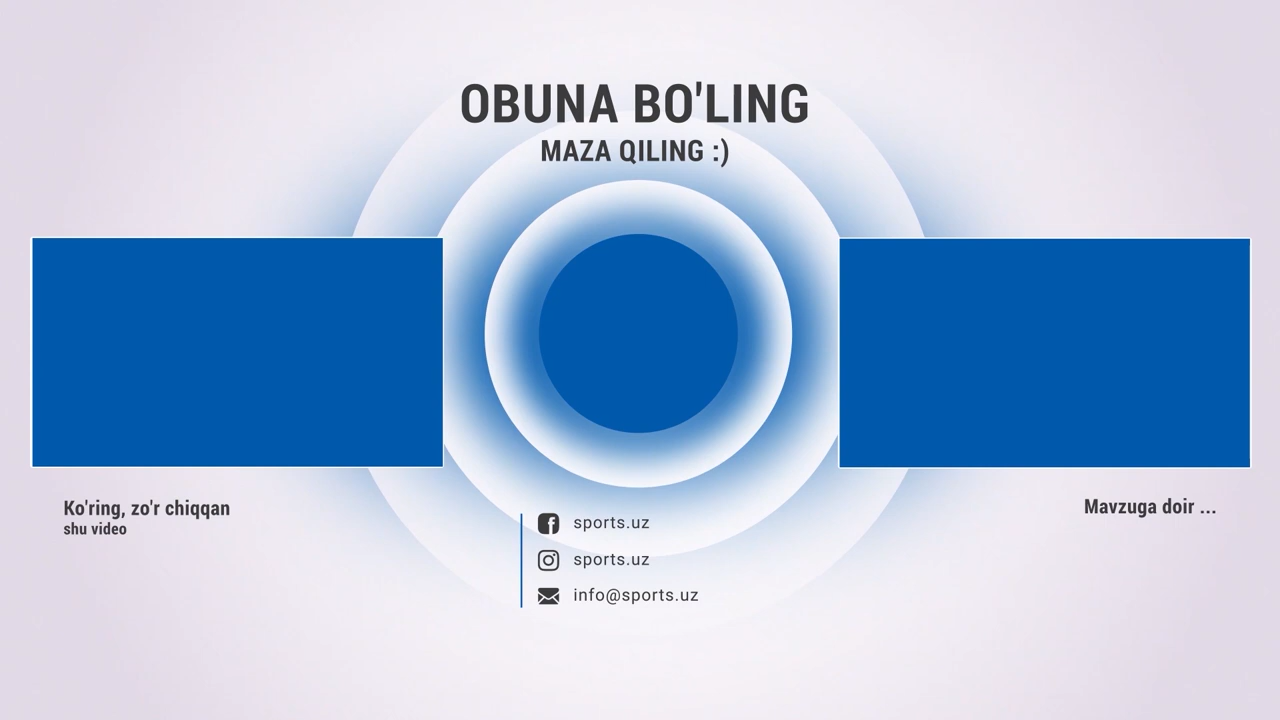 OBUNA BO'LING
MAZA QILING :)
Ko'ring, zo'r chiqqan
shu video
Mavzuga doir ...
sports.uz
sports.uz
info@sports.uz